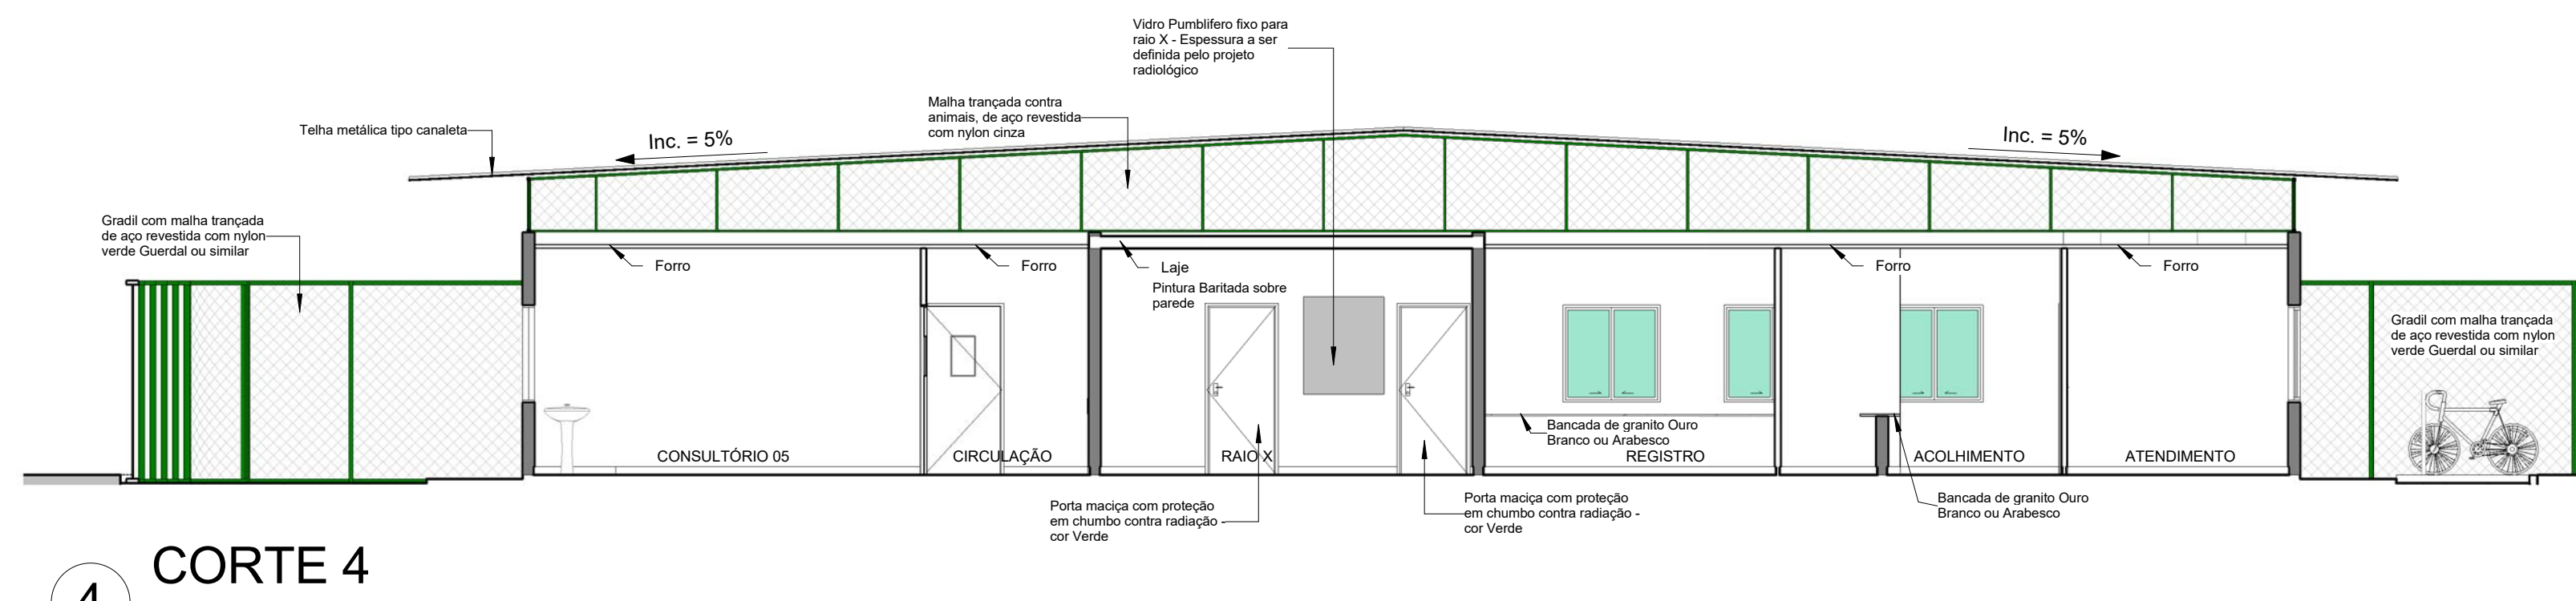 Vidro Pumblifero fixo para
raio X - Espessura a ser
definida pelo projeto
radiológico
Malha trançada contra
animais, de aço revestida
com nylon cinza
Telha metálica tipo canaleta
Inc. = 5%
Inc. = 5%
Gradil com malha trançada
de aço revestida com nylon
verde Guerdal ou similar
Forro
Forro
Laje
Pintura Baritada sobre
parede
Forro
Forro
Gradil com malha trançada
de aço revestida com nylon
verde Guerdal ou similar
Bancada de granito Ouro
Branco ou Arabesco
CONSULTÓRIO 05
CIRCULAÇÃO
RAIO X
REGISTRO
ACOLHIMENTO
ATENDIMENTO
Porta maciça com proteção
em chumbo contra radiação -
cor Verde
Porta maciça com proteção
em chumbo contra radiação -
cor Verde
Bancada de granito Ouro
Branco ou Arabesco
CORTE 4
4